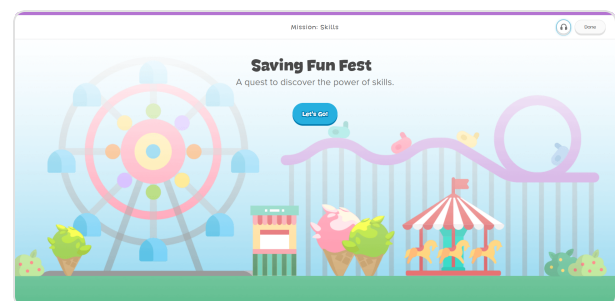 Mission: Skills
Done
Saving Fun Fest
A quest to discover the power of skills.
Let's Go!